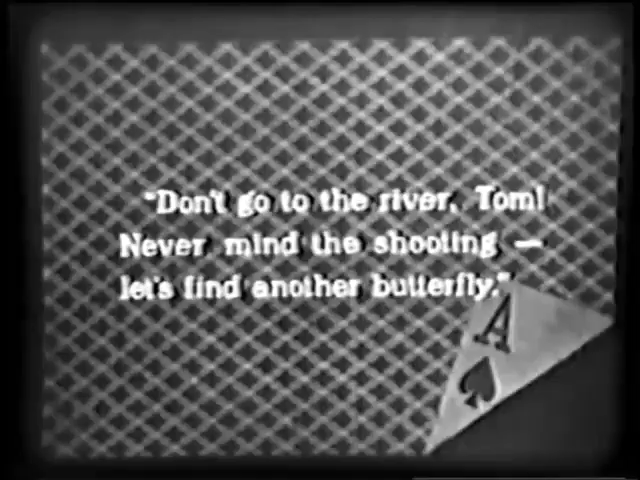 "Don't go to the river, Tom!
Never mind the shooting —
let's find another butterfly."
A